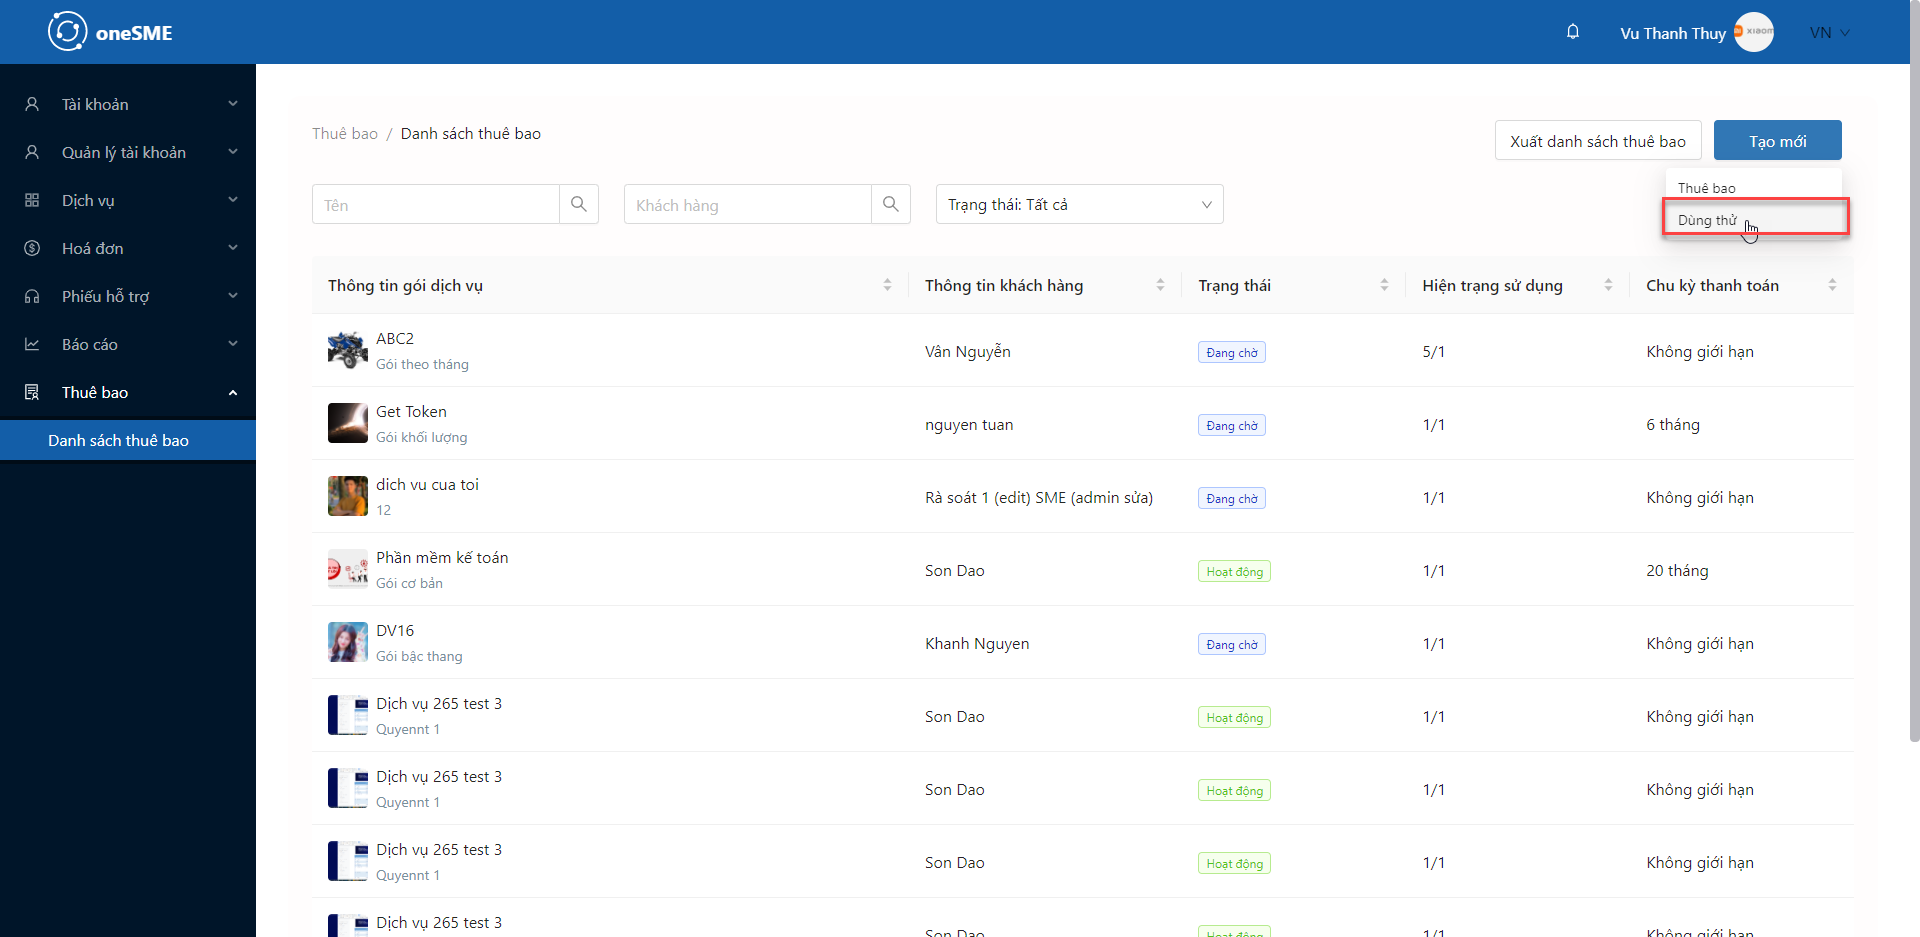 oneSME
Vu Thanh Thuy
xiaom
VN
Tài khoản
Quản lý tài khoản
Dịch vụ
Hoá đơn
Phiếu hỗ trợ
Báo cáo
Thuê bao
Danh sách thuê bao
Thuê bao / Danh sách thuê bao
Xuất danh sách thuê bao
Tạo mới
Thuê bao
Dùng thử
Tên
Khách hàng
Trạng thái: Tất cả
Thông tin gói dịch vụ
Thông tin khách hàng
Trạng thái
Hiện trạng sử dụng
Chu kỳ thanh toán
ABC2
Gói theo tháng
Vân Nguyễn
Đang chờ
5/1
Không giới hạn
Get Token
Gói khối lượng
nguyen tuan
Đang chờ
1/1
6 tháng
dich vu cua toi
12
Rà soát 1 (edit) SME (admin sửa)
Đang chờ
1/1
Không giới hạn
Phần mềm kế toán
Gói cơ bản
Son Dao
Hoạt động
1/1
20 tháng
DV16
Gói bậc thang
Khanh Nguyen
Đang chờ
1/1
Không giới hạn
Dịch vụ 265 test 3
Quyennt 1
Son Dao
Hoạt động
1/1
Không giới hạn
Dịch vụ 265 test 3
Quyennt 1
Son Dao
Hoạt động
1/1
Không giới hạn
Dịch vụ 265 test 3
Quyennt 1
Son Dao
Hoạt động
1/1
Không giới hạn
Dịch vụ 265 test 3
Son Dao
Hoạt động
1/1
Không giới hạn